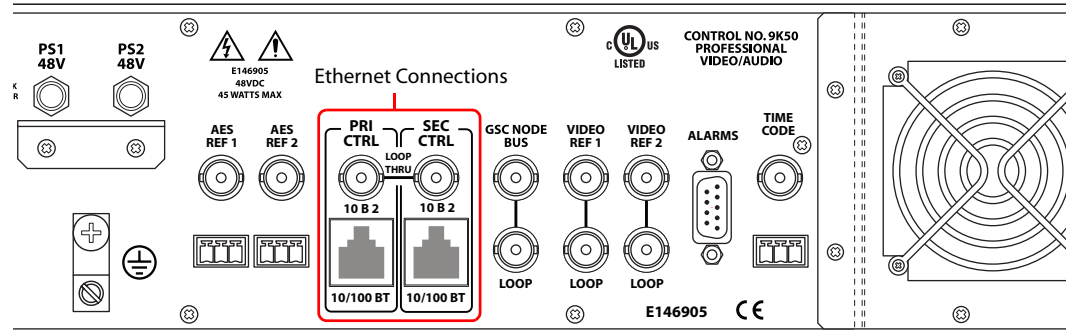 PS1
48V
PS2
48V
K
R
E146905
48VDC
45 WATTS MAX
Ethernet Connections
C UL US
LISTED
CONTROL NO. 9K50
PROFESSIONAL
VIDEO/AUDIO
AES
REF 1
AES
REF 2
PRI
CTRL
LOOP
THRU
SEC
CTRL
10 B 2
10 B 2
10/100 BT
10/100 BT
GSC NODE
BUS
LOOP
VIDEO
REF 1
LOOP
VIDEO
REF 2
LOOP
ALARMS
TIME
CODE
E146905 CE